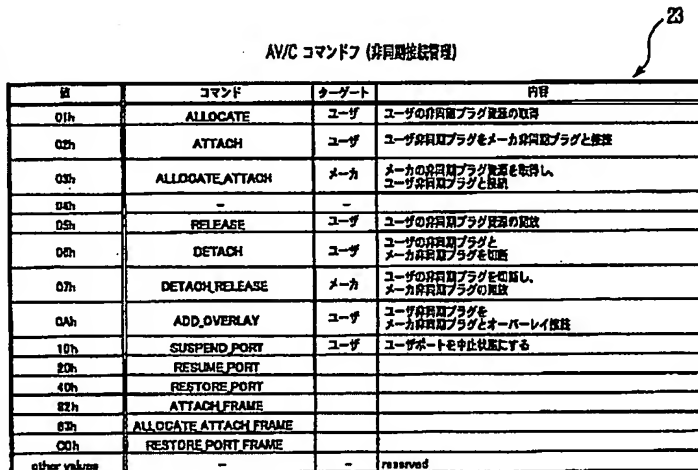 23
AV/C コマンドフ (非同期接続管理)
値 コマンド ターゲート 内容
01h ALLOCATE ユーザ ユーザの非同期プラグ資源の取得
02h ATTACH ユーザ ユーザ非同期プラグをメーカ非同期プラグと接続
03h ALLOCATE_ATTACH メーカ メーカの非同期プラグ資源を取得し、
ユーザ非同期プラグと接続
04h – –
05h RELEASE ユーザ ユーザの非同期プラグ資源の開放
06h DETACH ユーザ ユーザの非同期プラグと
メーカ非同期プラグを切断
07h DETACH_RELEASE メーカ ユーザの非同期プラグを切断し、
メーカ非同期プラグの開放
0Ah ADD_OVERLAY ユーザ ユーザ非同期プラグを
メーカ非同期プラグとオーバーレイ接続
10h SUSPEND_PORT ユーザ ユーザポートを中止状態にする
20h RESUME_PORT
40h RESTORE_PORT
82h ATTACH_FRAME
83h ALLOCATE_ATTACH_FRAME
C0h RESTORE_PORT_FRAME
other values – – reserved